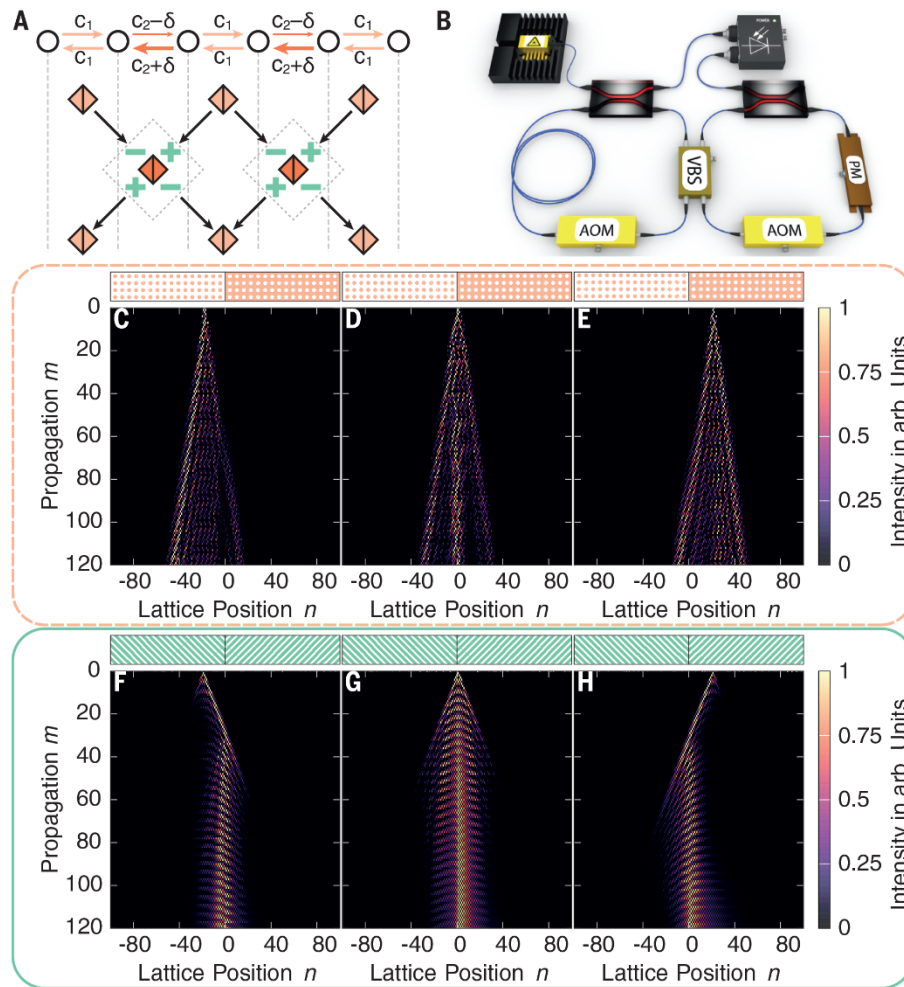 A
c₁ c₂−δ c₁ c₂−δ c₁
c₁ c₂+δ c₁ c₂+δ c₁
− +
+ −
− +
+ −
B
POWER
VBS
PM
AOM
AOM
C
D
E
Propagation m
0
20
40
60
80
100
120
-80 -40 0 40 80
-80 -40 0 40 80
-80 -40 0 40 80
Lattice Position n
Lattice Position n
Lattice Position n
1
0.75
0.5
0.25
0
Intensity in arb. Units
F
G
H
Propagation m
0
20
40
60
80
100
120
-80 -40 0 40 80
-80 -40 0 40 80
-80 -40 0 40 80
Lattice Position n
Lattice Position n
Lattice Position n
1
0.75
0.5
0.25
0
Intensity in arb. Units